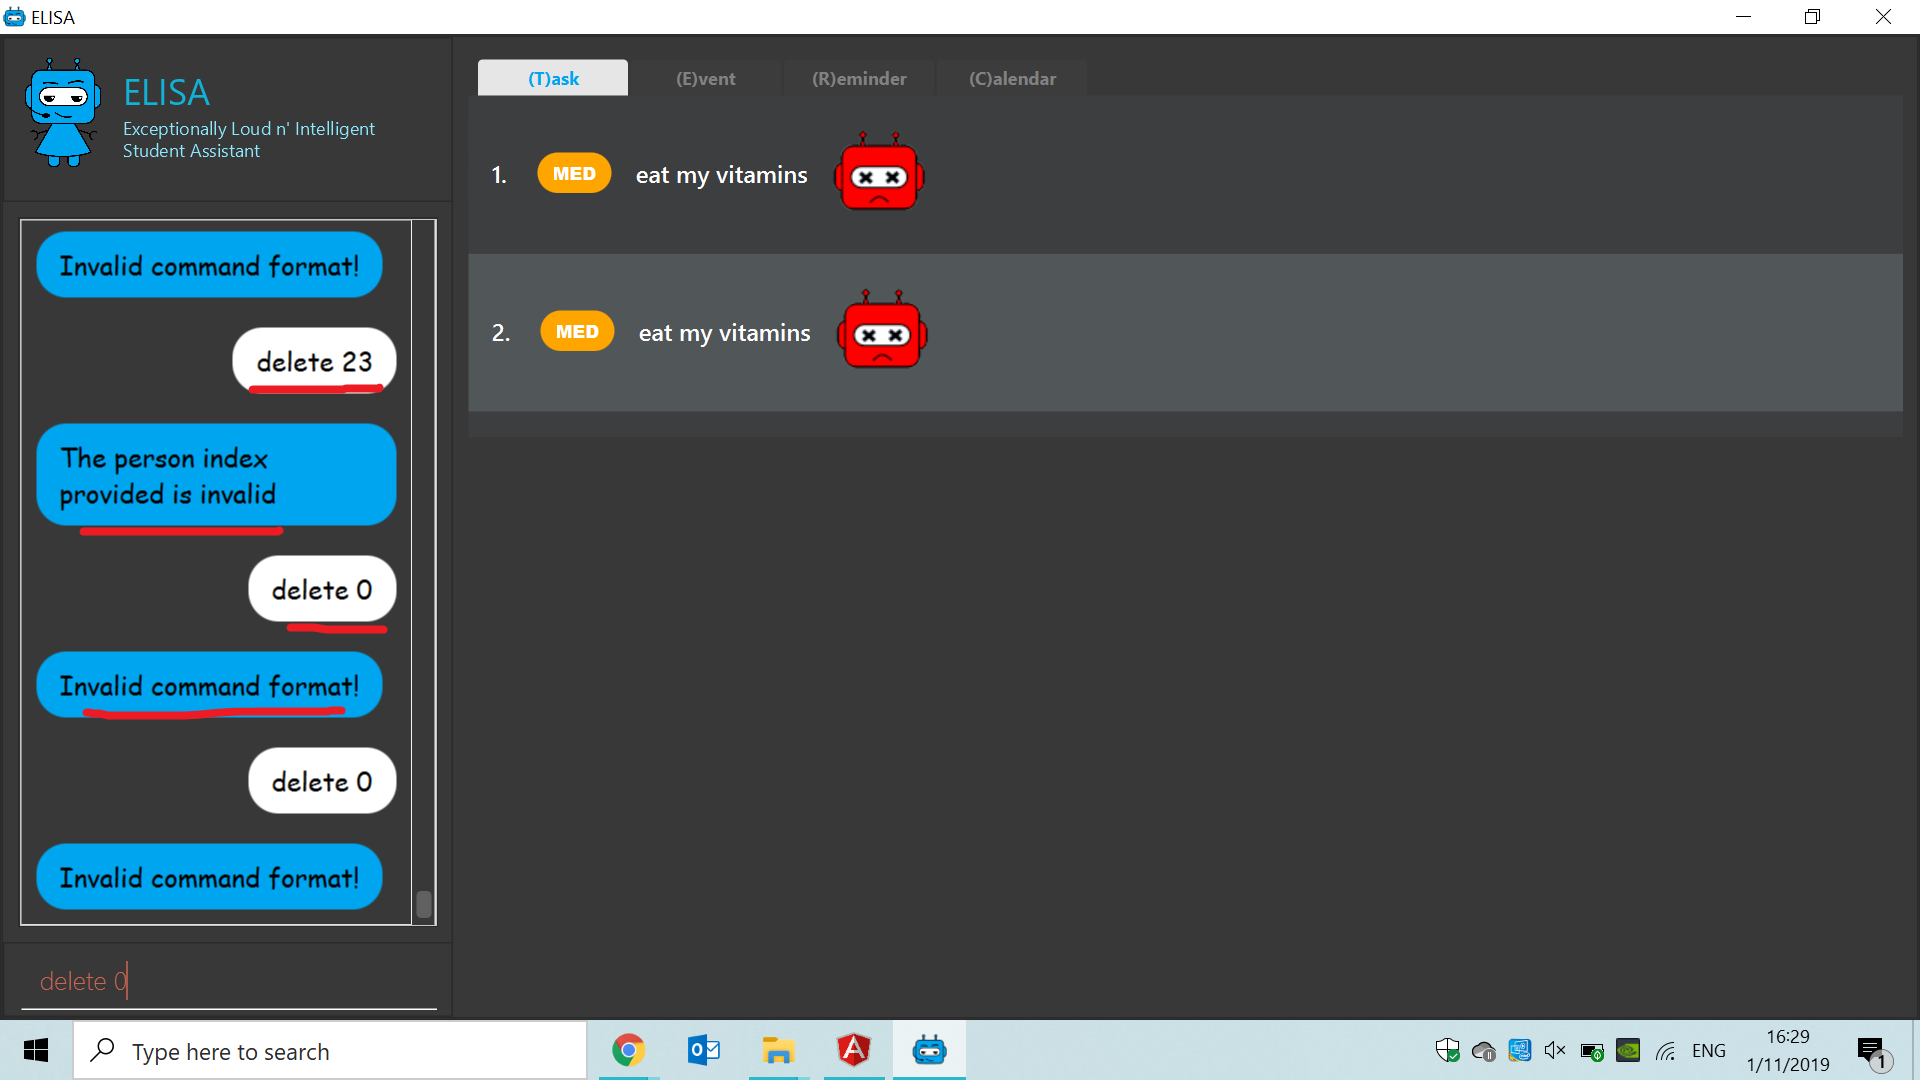 ELISA
ELISA
Exceptionally Loud n' Intelligent
Student Assistant
Invalid command format!
delete 23
The person index
provided is invalid
delete 0
Invalid command format!
delete 0
Invalid command format!
delete 0
(T)ask
(E)vent
(R)eminder
(C)alendar
1. MED eat my vitamins
2. MED eat my vitamins
Type here to search
ENG
16:29
1/11/2019
1